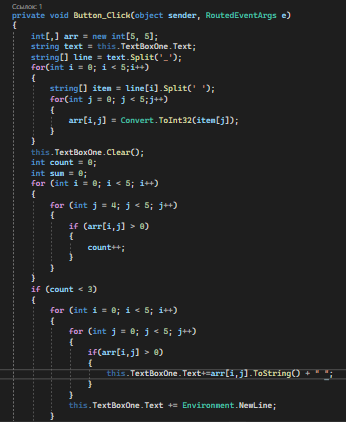 Ссылок: 1
private void Button_Click(object sender, RoutedEventArgs e)
{
int[,] arr = new int[5, 5];
string text = this.TextBoxOne.Text;
string[] line = text.Split('_');
for(int i = 0; i < 5;i++)
{
string[] item = line[i].Split(' ');
for(int j = 0; j < 5;j++)
{
arr[i,j] = Convert.ToInt32(item[j]);
}
}
this.TextBoxOne.Clear();
int count = 0;
int sum = 0;
for (int i = 0; i < 5; i++)
{
for (int j = 4; j < 5; j++)
{
if (arr[i,j] > 0)
{
count++;
}
}
}
if (count < 3)
{
for (int i = 0; i < 5; i++)
{
for (int j = 0; j < 5; j++)
{
if(arr[i,j] > 0)
{
this.TextBoxOne.Text+=arr[i,j].ToString() + " ";
}
}
this.TextBoxOne.Text += Environment.NewLine;
}